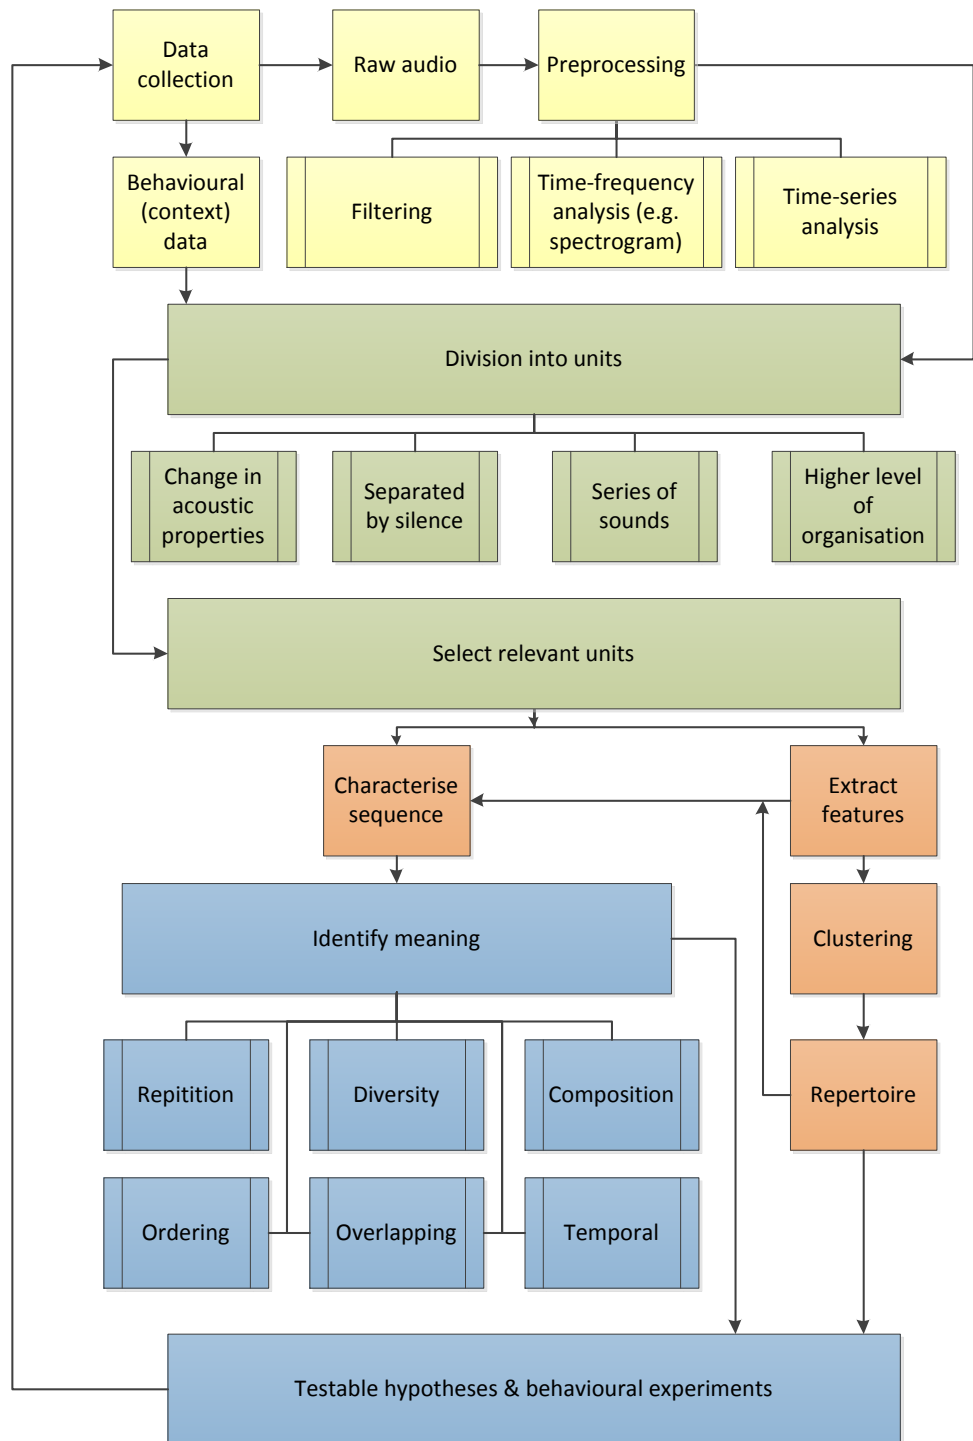 Data
collection
Raw audio
Preprocessing
Behavioural
(context)
data
Filtering
Time-frequency
analysis (e.g.
spectrogram)
Time-series
analysis
Division into units
Change in
acoustic
properties
Separated
by silence
Series of
sounds
Higher level
of
organisation
Select relevant units
Characterise
sequence
Extract
features
Identify meaning
Clustering
Repitition
Diversity
Composition
Repertoire
Ordering
Overlapping
Temporal
Testable hypotheses & behavioural experiments